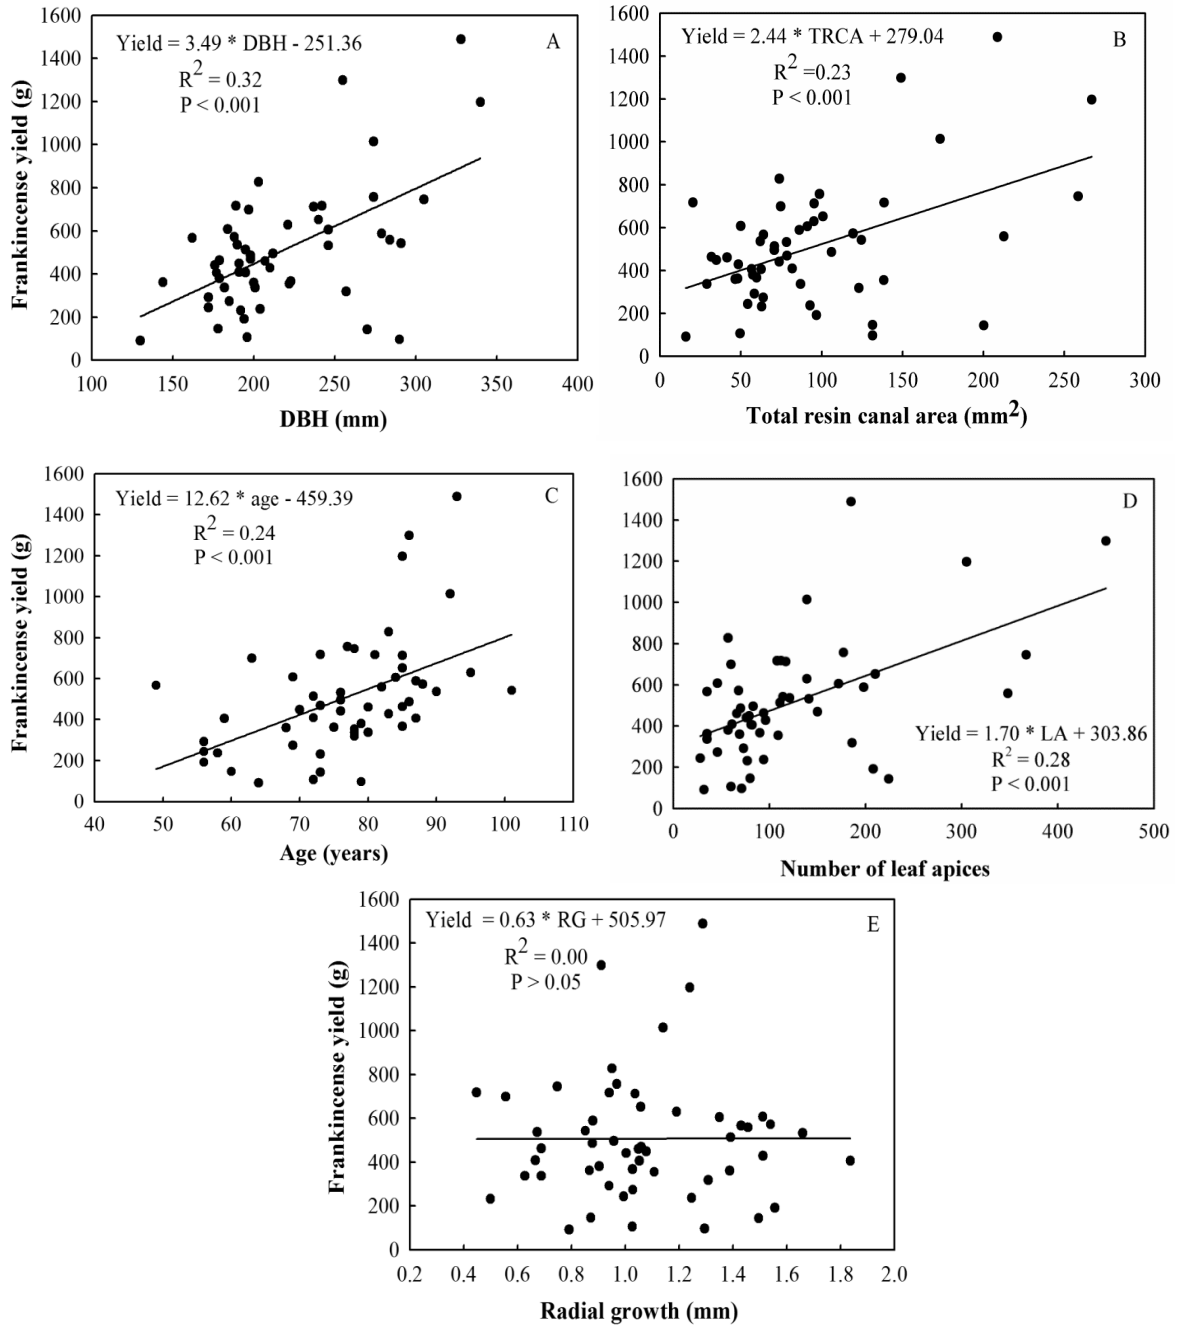 Yield = 3.49 * DBH - 251.36
A
R2 = 0.32
P < 0.001
1600
1400
1200
1000
800
600
400
200
0
100 150 200 250 300 350 400
DBH (mm)
Frankincense yield (g)
Yield = 2.44 * TRCA + 279.04
B
R2 =0.23
P < 0.001
1600
1400
1200
1000
800
600
400
200
0
0 50 100 150 200 250 300
Total resin canal area (mm2)
Yield = 12.62 * age - 459.39
C
R2 = 0.24
P < 0.001
1600
1400
1200
1000
800
600
400
200
0
40 50 60 70 80 90 100 110
Age (years)
Frankincense yield (g)
D
1600
1400
1200
1000
800
600
400
200
0
Yield = 1.70 * LA + 303.86
R2 = 0.28
P < 0.001
0 100 200 300 400 500
Number of leaf apices
Yield = 0.63 * RG + 505.97
E
R2 = 0.00
P > 0.05
1600
1400
1200
1000
800
600
400
200
0
0.2 0.4 0.6 0.8 1.0 1.2 1.4 1.6 1.8 2.0
Radial growth (mm)
Frankincense yield (g)